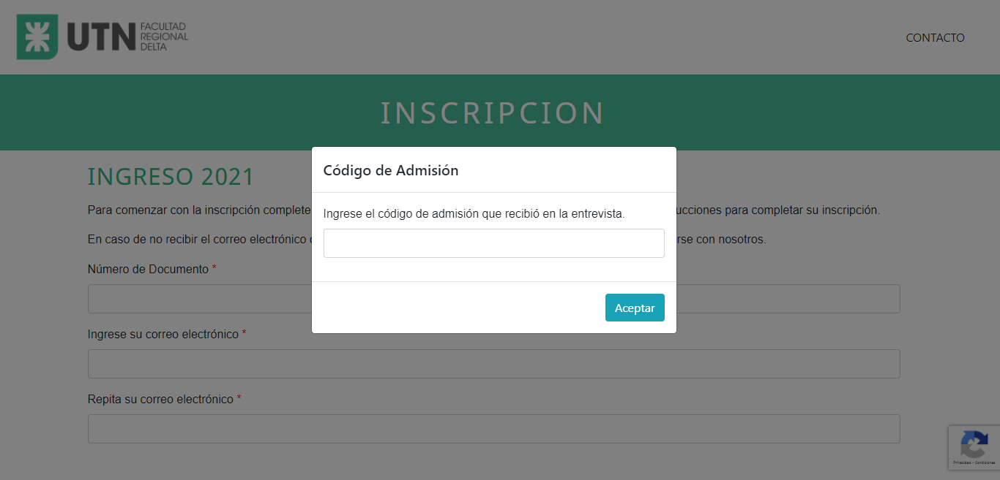 UTN
FACULTAD
REGIONAL
DELTA
CONTACTO
INSCRIPCION
INGRESO 2021
Para comenzar con la inscripción complete
ucciones para completar su inscripción.
En caso de no recibir el correo electrónico
rse con nosotros.
Código de Admisión
Ingrese el código de admisión que recibió en la entrevista.
Aceptar
Número de Documento *
Ingrese su correo electrónico *
Repita su correo electrónico *
Privacidad - Condiciones